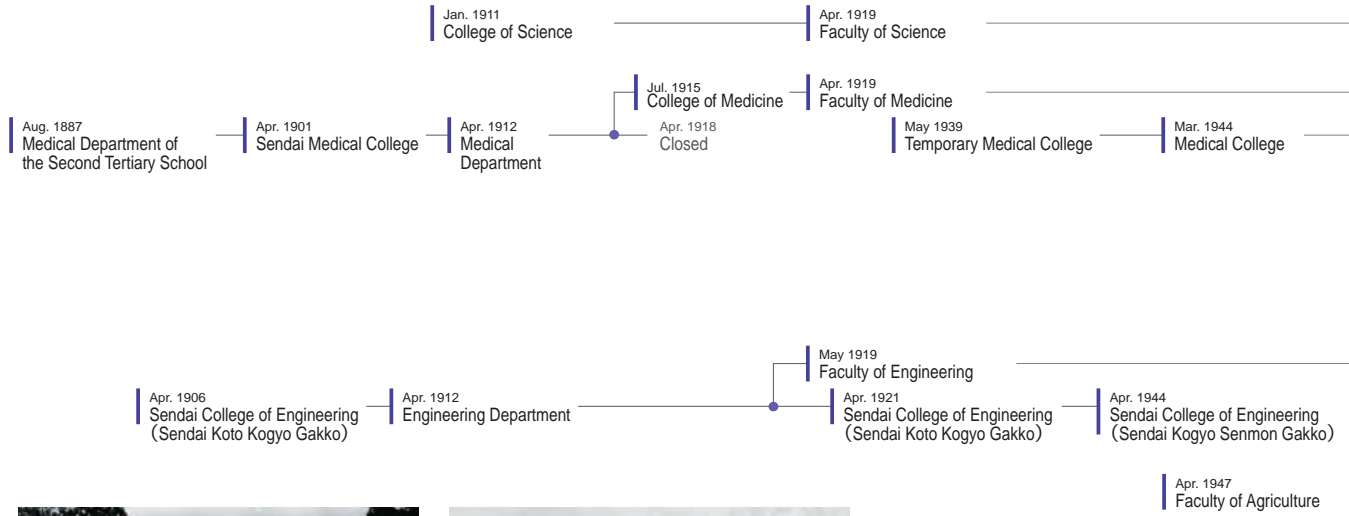 Jan. 1911
College of Science
Apr. 1919
Faculty of Science
Jul. 1915
College of Medicine
Apr. 1919
Faculty of Medicine
Aug. 1887
Medical Department of
the Second Tertiary School
Apr. 1901
Sendai Medical College
Apr. 1912
Medical
Department
Apr. 1918
Closed
May 1939
Temporary Medical College
Mar. 1944
Medical College
May 1919
Faculty of Engineering
Apr. 1906
Sendai College of Engineering
（Sendai Koto Kogyo Gakko）
Apr. 1912
Engineering Department
Apr. 1921
Sendai College of Engineering
（Sendai Koto Kogyo Gakko）
Apr. 1944
Sendai College of Engineering
（Sendai Kogyo Senmon Gakko）
Apr. 1947
Faculty of Agriculture